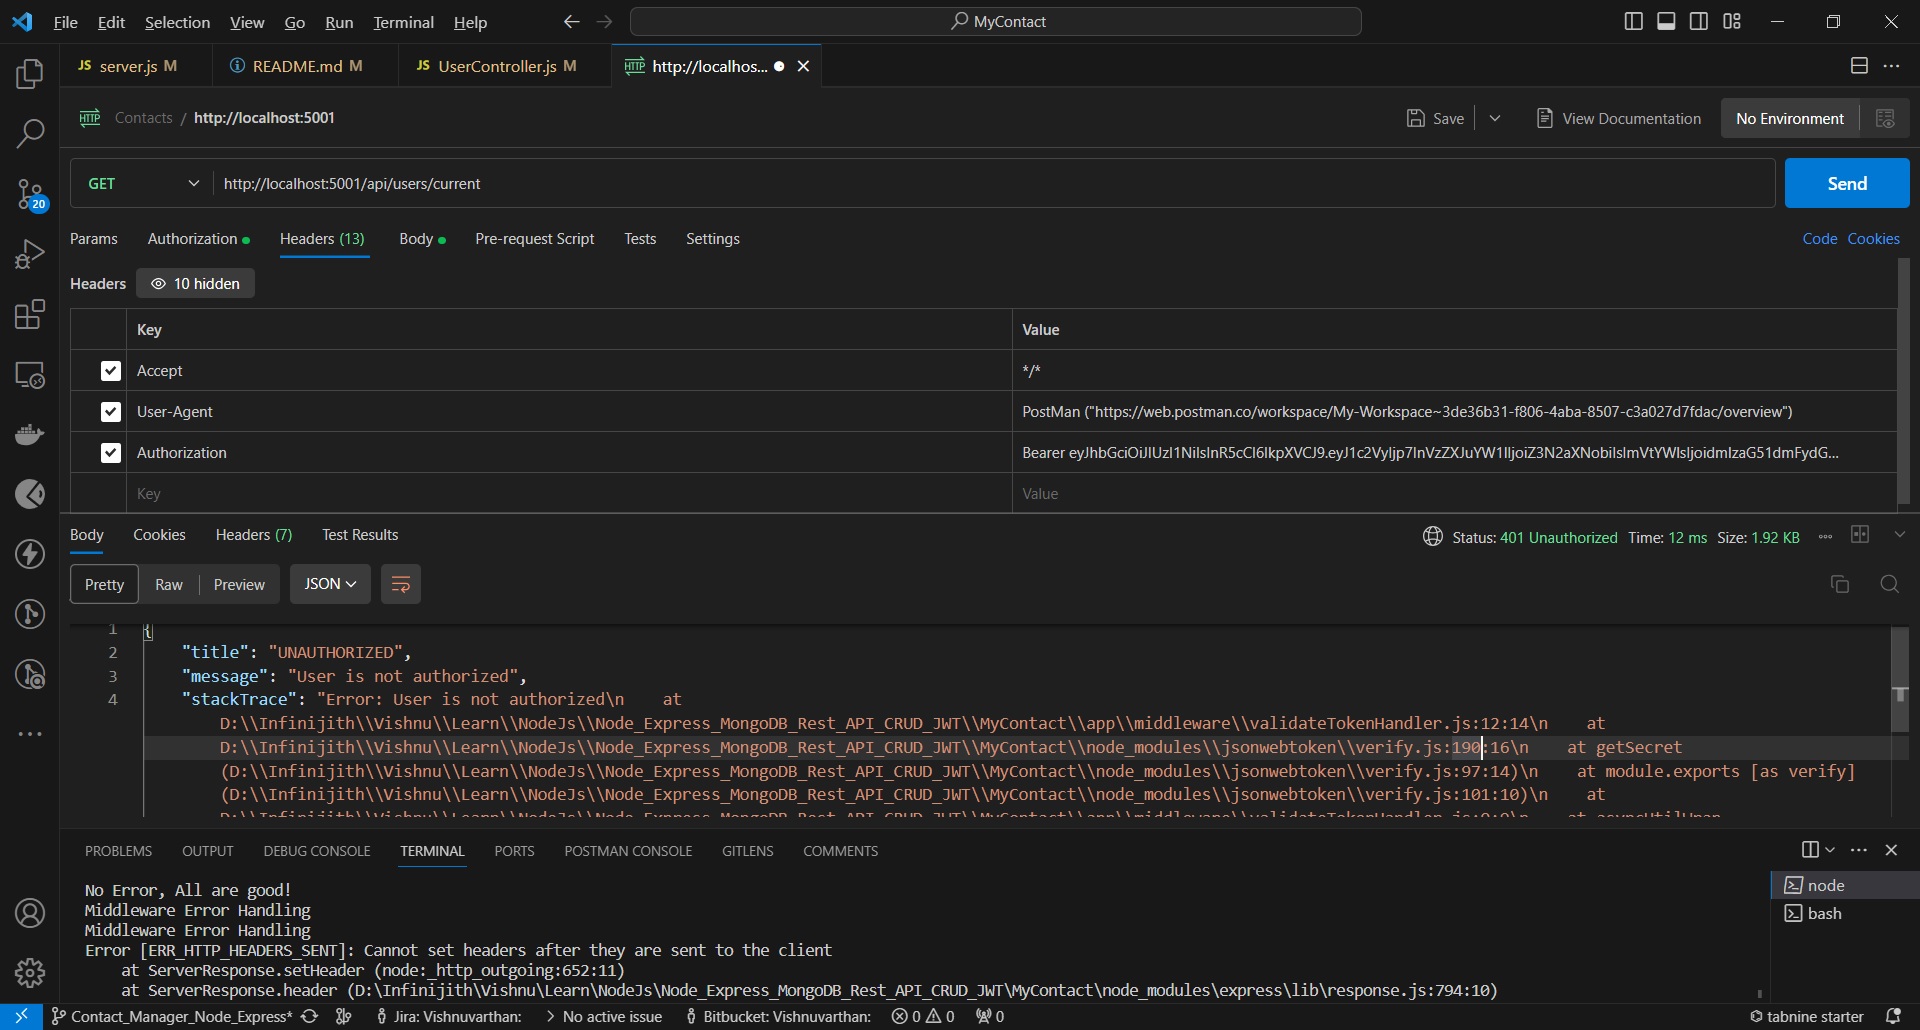 File Edit Selection View Go Run Terminal Help
MyContact
JS server.js M
README.md M
JS UserController.js M
HTTP http://localhos...
HTTP Contacts / http://localhost:5001
Save
View Documentation
No Environment
GET
http://localhost:5001/api/users/current
Send
Params Authorization Headers (13) Body Pre-request Script Tests Settings
Code Cookies
20
Headers 10 hidden
Key Value
Accept */*
User-Agent PostMan ("https://web.postman.co/workspace/My-Workspace~3de36b31-f806-4aba-8507-c3a027d7fdac/overview")
Authorization Bearer
Key Value
Body Cookies Headers (7) Test Results
Status: 401 Unauthorized Time: 12 ms Size: 1.92 KB
Pretty Raw Preview JSON
1 {
2 "title": "UNAUTHORIZED",
3 "message": "User is not authorized",
4 "stackTrace": "Error: User is not authorized\n    at
D:\\Infinijith\\Vishnu\\Learn\\NodeJs\\Node_Express_MongoDB_Rest_API_CRUD_JWT\\MyContact\\app\\middleware\\validateTokenHandler.js:12:14\n    at
D:\\Infinijith\\Vishnu\\Learn\\NodeJs\\Node_Express_MongoDB_Rest_API_CRUD_JWT\\MyContact\\node_modules\\jsonwebtoken\\verify.js:190:16\n    at getSecret
(D:\\Infinijith\\Vishnu\\Learn\\NodeJs\\Node_Express_MongoDB_Rest_API_CRUD_JWT\\MyContact\\node_modules\\jsonwebtoken\\verify.js:97:14)\n    at module.exports [as verify]
(D:\\Infinijith\\Vishnu\\Learn\\NodeJs\\Node_Express_MongoDB_Rest_API_CRUD_JWT\\MyContact\\node_modules\\jsonwebtoken\\verify.js:101:10)\n    at
PROBLEMS OUTPUT DEBUG CONSOLE TERMINAL PORTS POSTMAN CONSOLE GITLENS COMMENTS
No Error, All are good!
Middleware Error Handling
Middleware Error Handling
Error [ERR_HTTP_HEADERS_SENT]: Cannot set headers after they are sent to the client
at ServerResponse.setHeader (node:_http_outgoing:652:11)
at ServerResponse.header (D:\Infinijith\Vishnu\Learn\NodeJs\Node_Express_MongoDB_Rest_API_CRUD_JWT\MyContact\node_modules\express\lib\response.js:794:10)
node
bash
Contact_Manager_Node_Express* Jira: Vishnuvarthan: No active issue Bitbucket: Vishnuvarthan: 0 0 0 tabnine starter